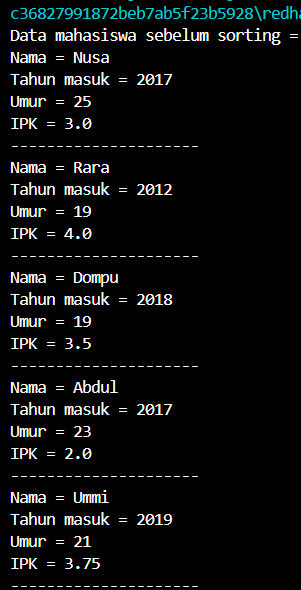 c36827991872beb7ab5f23b5928\redha
Data mahasiswa sebelum sorting =
Nama = Nusa
Tahun masuk = 2017
Umur = 25
IPK = 3.0
---------------------
Nama = Rara
Tahun masuk = 2012
Umur = 19
IPK = 4.0
---------------------
Nama = Dompu
Tahun masuk = 2018
Umur = 19
IPK = 3.5
---------------------
Nama = Abdul
Tahun masuk = 2017
Umur = 23
IPK = 2.0
---------------------
Nama = Ummi
Tahun masuk = 2019
Umur = 21
IPK = 3.75
---------------------